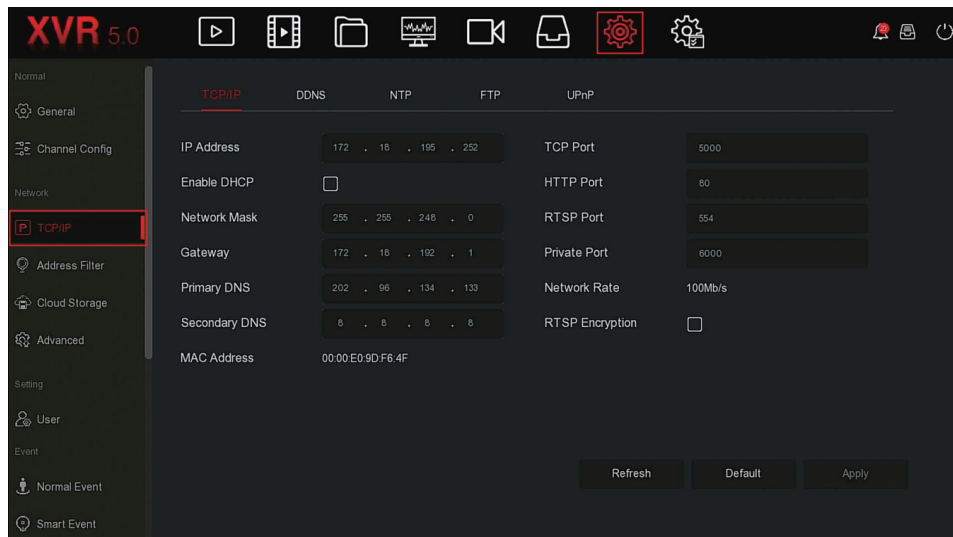 XVR 5.0
Normal
General
Channel Config
Network
P TCP/IP
Address Filter
Cloud Storage
Advanced
Setting
User
Event
Normal Event
Smart Event
TCP/IP DDNS NTP FTP UPnP
IP Address 172 . 18 . 195 . 252 TCP Port 5000
Enable DHCP HTTP Port 80
Network Mask 255 . 255 . 248 . 0 RTSP Port 554
Gateway 172 . 18 . 192 . 1 Private Port 6000
Primary DNS 202 . 96 . 134 . 133 Network Rate 100Mb/s
Secondary DNS 8 . 8 . 8 . 8 RTSP Encryption
MAC Address 00:00:E0:9D:F6:4F
Refresh Default Apply